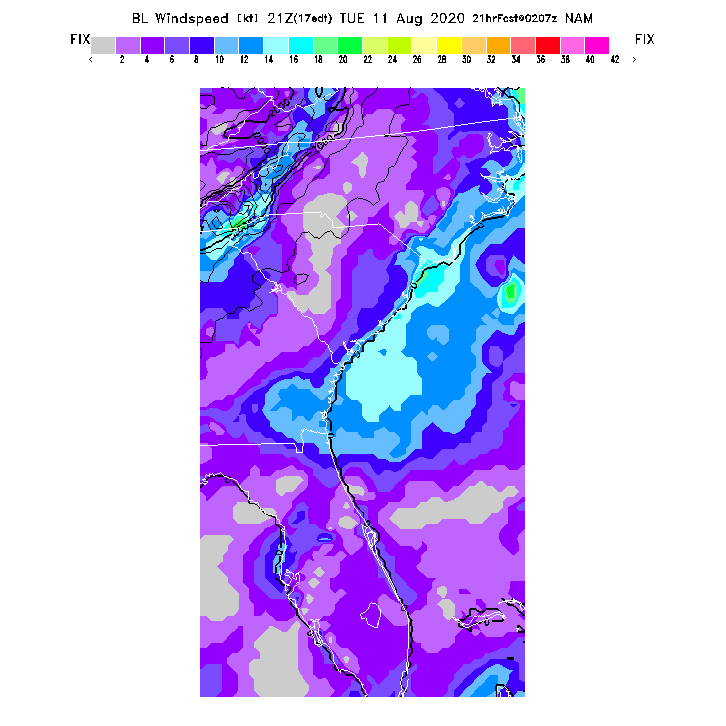 BL Windspeed [kt] 21Z(17edt) TUE 11 Aug 2020 21hrFcst@0207z NAM
FIX FIX
< 2 4 6 8 10 12 14 16 18 20 22 24 26 28 30 32 34 36 38 40 42 >